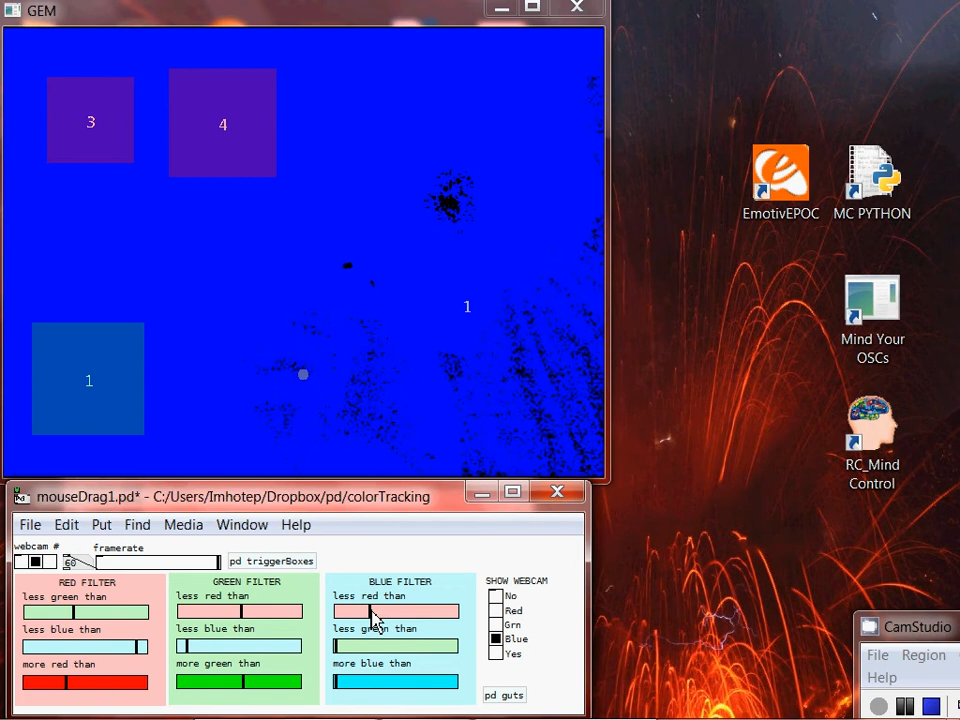 GEM
3
4
1
1
EmotivEPOC
MC PYTHON
Mind Your
OSCs
RC_Mind
Control
mouseDrag1.pd* - C:/Users/Imhotep/Dropbox/pd/colorTracking
File Edit Put Find Media Window Help
webcam #
60
framerate
pd triggerBoxes
RED FILTER
less green than
less blue than
more red than
GREEN FILTER
less red than
less blue than
more green than
BLUE FILTER
less red than
less green than
more blue than
SHOW WEBCAM
No
Red
Grn
Blue
Yes
pd guts
CamStudio
File Region
Help